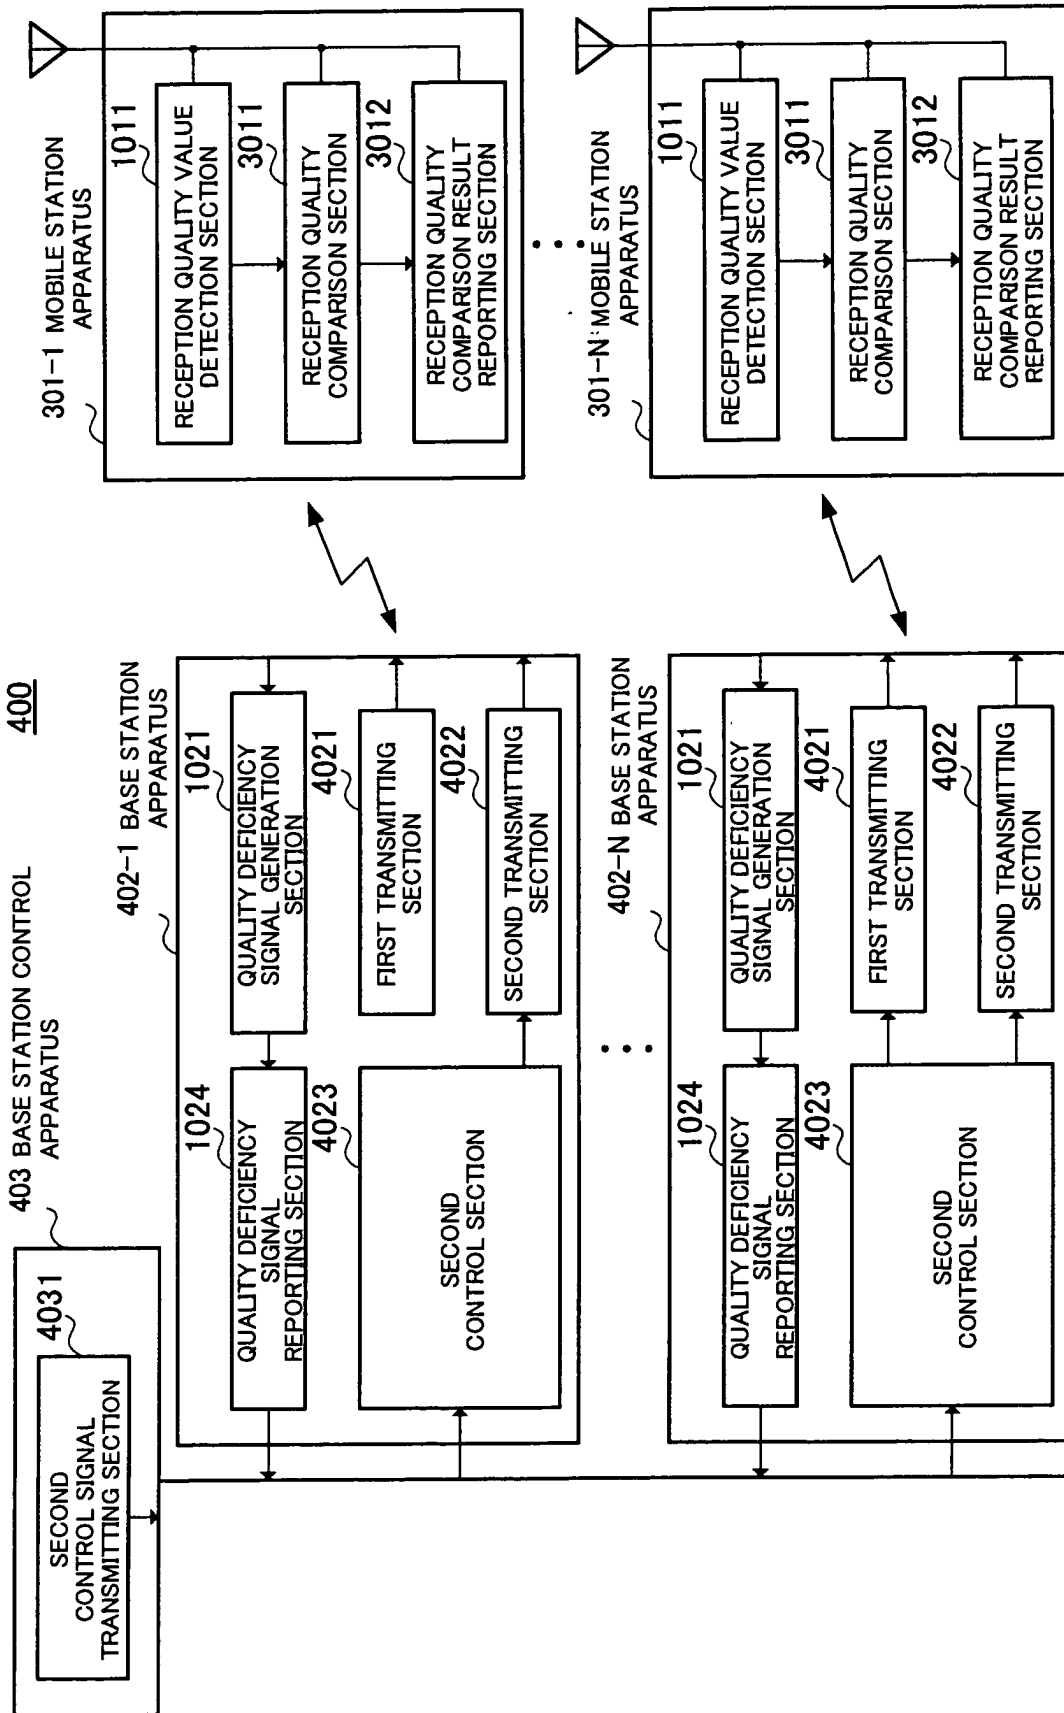 400
403 BASE STATION CONTROL
APPARATUS
4031
SECOND
CONTROL SIGNAL
TRANSMITTING SECTION
402-1 BASE STATION
APPARATUS
1024
QUALITY DEFICIENCY
SIGNAL
REPORTING SECTION
1021
QUALITY DEFICIENCY
SIGNAL GENERATION
SECTION
4023
SECOND
CONTROL SECTION
4021
FIRST TRANSMITTING
SECTION
4022
SECOND TRANSMITTING
SECTION
402-N BASE STATION
APPARATUS
1024
QUALITY DEFICIENCY
SIGNAL
REPORTING SECTION
1021
QUALITY DEFICIENCY
SIGNAL GENERATION
SECTION
4023
SECOND
CONTROL SECTION
4021
FIRST TRANSMITTING
SECTION
4022
SECOND TRANSMITTING
SECTION
301-1 MOBILE STATION
APPARATUS
1011
RECEPTION QUALITY VALUE
DETECTION SECTION
3011
RECEPTION QUALITY
COMPARISON SECTION
3012
RECEPTION QUALITY
COMPARISON RESULT
REPORTING SECTION
301-N MOBILE STATION
APPARATUS
1011
RECEPTION QUALITY VALUE
DETECTION SECTION
3011
RECEPTION QUALITY
COMPARISON SECTION
3012
RECEPTION QUALITY
COMPARISON RESULT
REPORTING SECTION